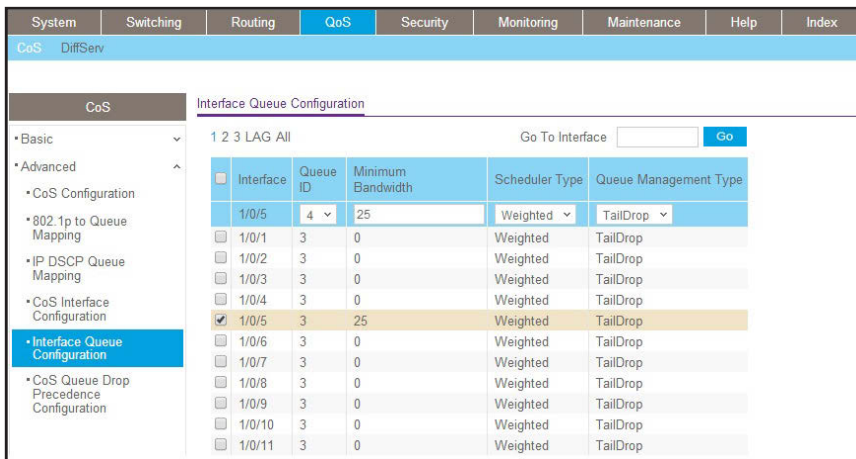 System Switching Routing QoS Security Monitoring Maintenance Help Index
CoS DiffServ
CoS
Basic
Advanced
CoS Configuration
802.1p to Queue
Mapping
IP DSCP Queue
Mapping
CoS Interface
Configuration
Interface Queue
Configuration
CoS Queue Drop
Precedence
Configuration
Interface Queue Configuration
1 2 3 LAG All Go To Interface Go
Interface Queue ID Minimum Bandwidth Scheduler Type Queue Management Type
1/0/5 4 25 Weighted TailDrop
1/0/1 3 0 Weighted TailDrop
1/0/2 3 0 Weighted TailDrop
1/0/3 3 0 Weighted TailDrop
1/0/4 3 0 Weighted TailDrop
1/0/5 3 25 Weighted TailDrop
1/0/6 3 0 Weighted TailDrop
1/0/7 3 0 Weighted TailDrop
1/0/8 3 0 Weighted TailDrop
1/0/9 3 0 Weighted TailDrop
1/0/10 3 0 Weighted TailDrop
1/0/11 3 0 Weighted TailDrop